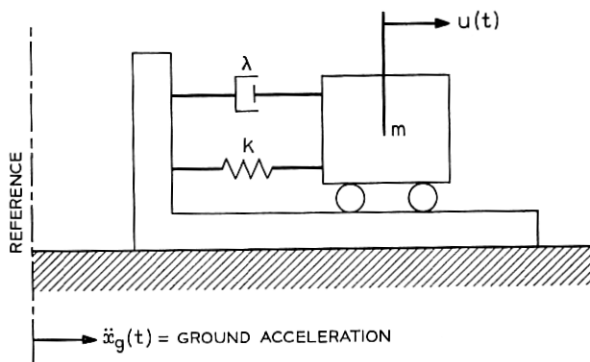 u(t)
λ
m
k
REFERENCE
ẍg(t) = GROUND ACCELERATION